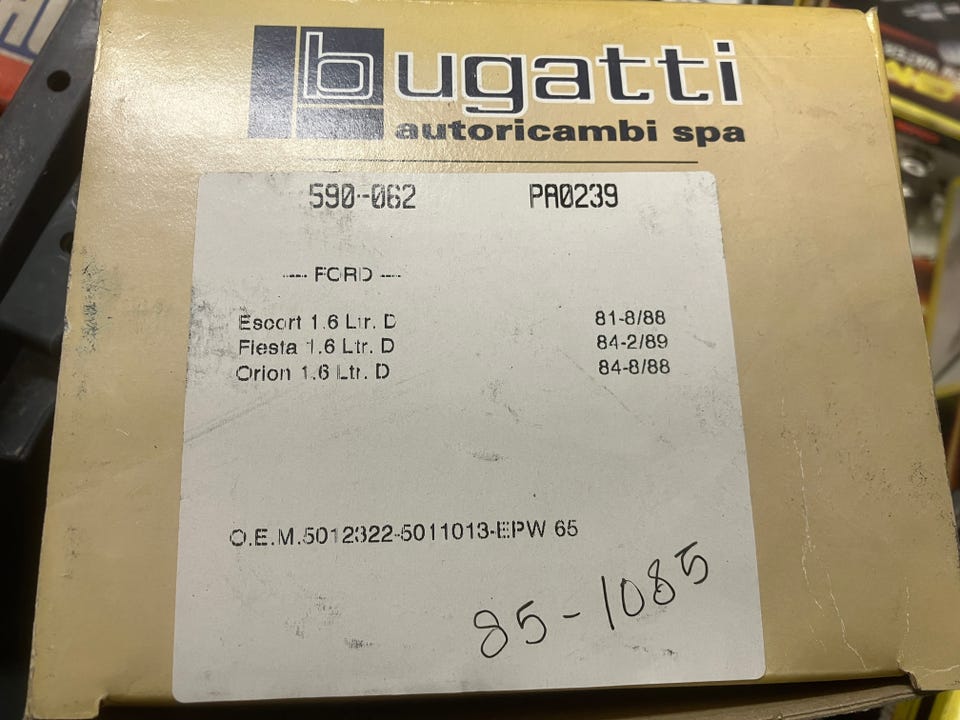 bugatti
autoricambi spa
590-062 PA0239
--- FORD ---
Escort 1.6 Ltr. D 81-8/88
Fiesta 1.6 Ltr. D 84-2/89
Orion 1.6 Ltr. D 84-8/88
O.E.M.5012322-5011013-EPW 65
85-1085